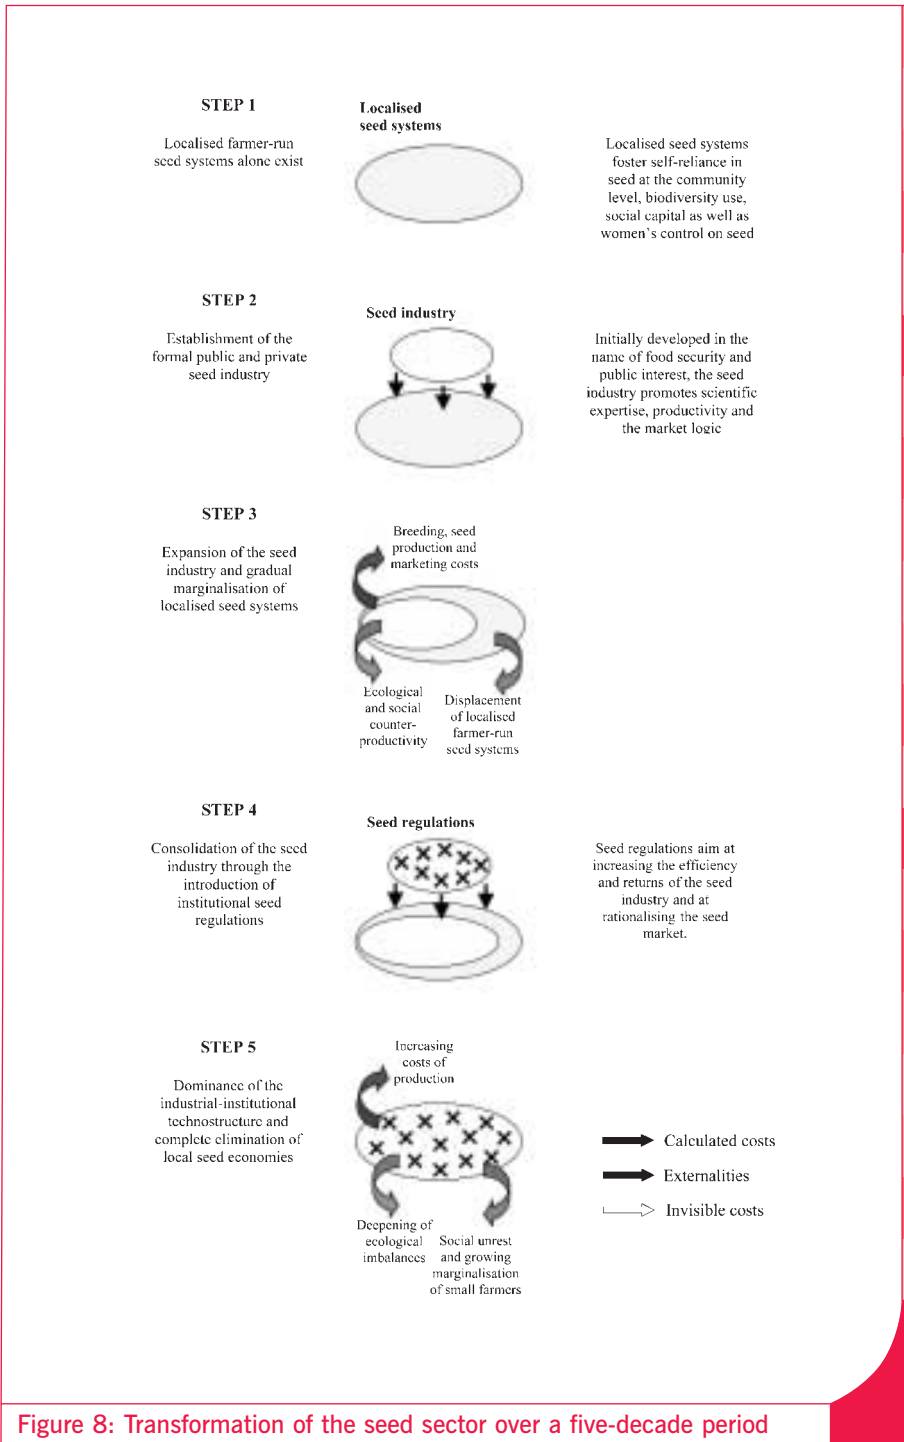 STEP 1
Localised farmer-run
seed systems alone exist
Localised
seed systems
Localised seed systems
foster self-reliance in
seed at the community
level, biodiversity use,
social capital as well as
women's control on seed
STEP 2
Establishment of the
formal public and private
seed industry
Seed industry
Initially developed in the
name of food security and
public interest, the seed
industry promotes scientific
expertise, productivity and
the market logic
STEP 3
Expansion of the seed
industry and gradual
marginalisation of
localised seed systems
Breeding, seed
production and
marketing costs
Ecological
and social
counter-
productivity
Displacement
of localised
farmer-run
seed systems
STEP 4
Consolidation of the seed
industry through the
introduction of
institutional seed
regulations
Seed regulations
Seed regulations aim at
increasing the efficiency
and returns of the seed
industry and at
rationalising the seed
market.
STEP 5
Dominance of the
industrial-institutional
technostructure and
complete elimination of
local seed economies
Increasing
costs of
production
Deepening of
ecological
imbalances
Social unrest
and growing
marginalisation
of small farmers
Calculated costs
Externalities
Invisible costs
Figure 8: Transformation of the seed sector over a five-decade period